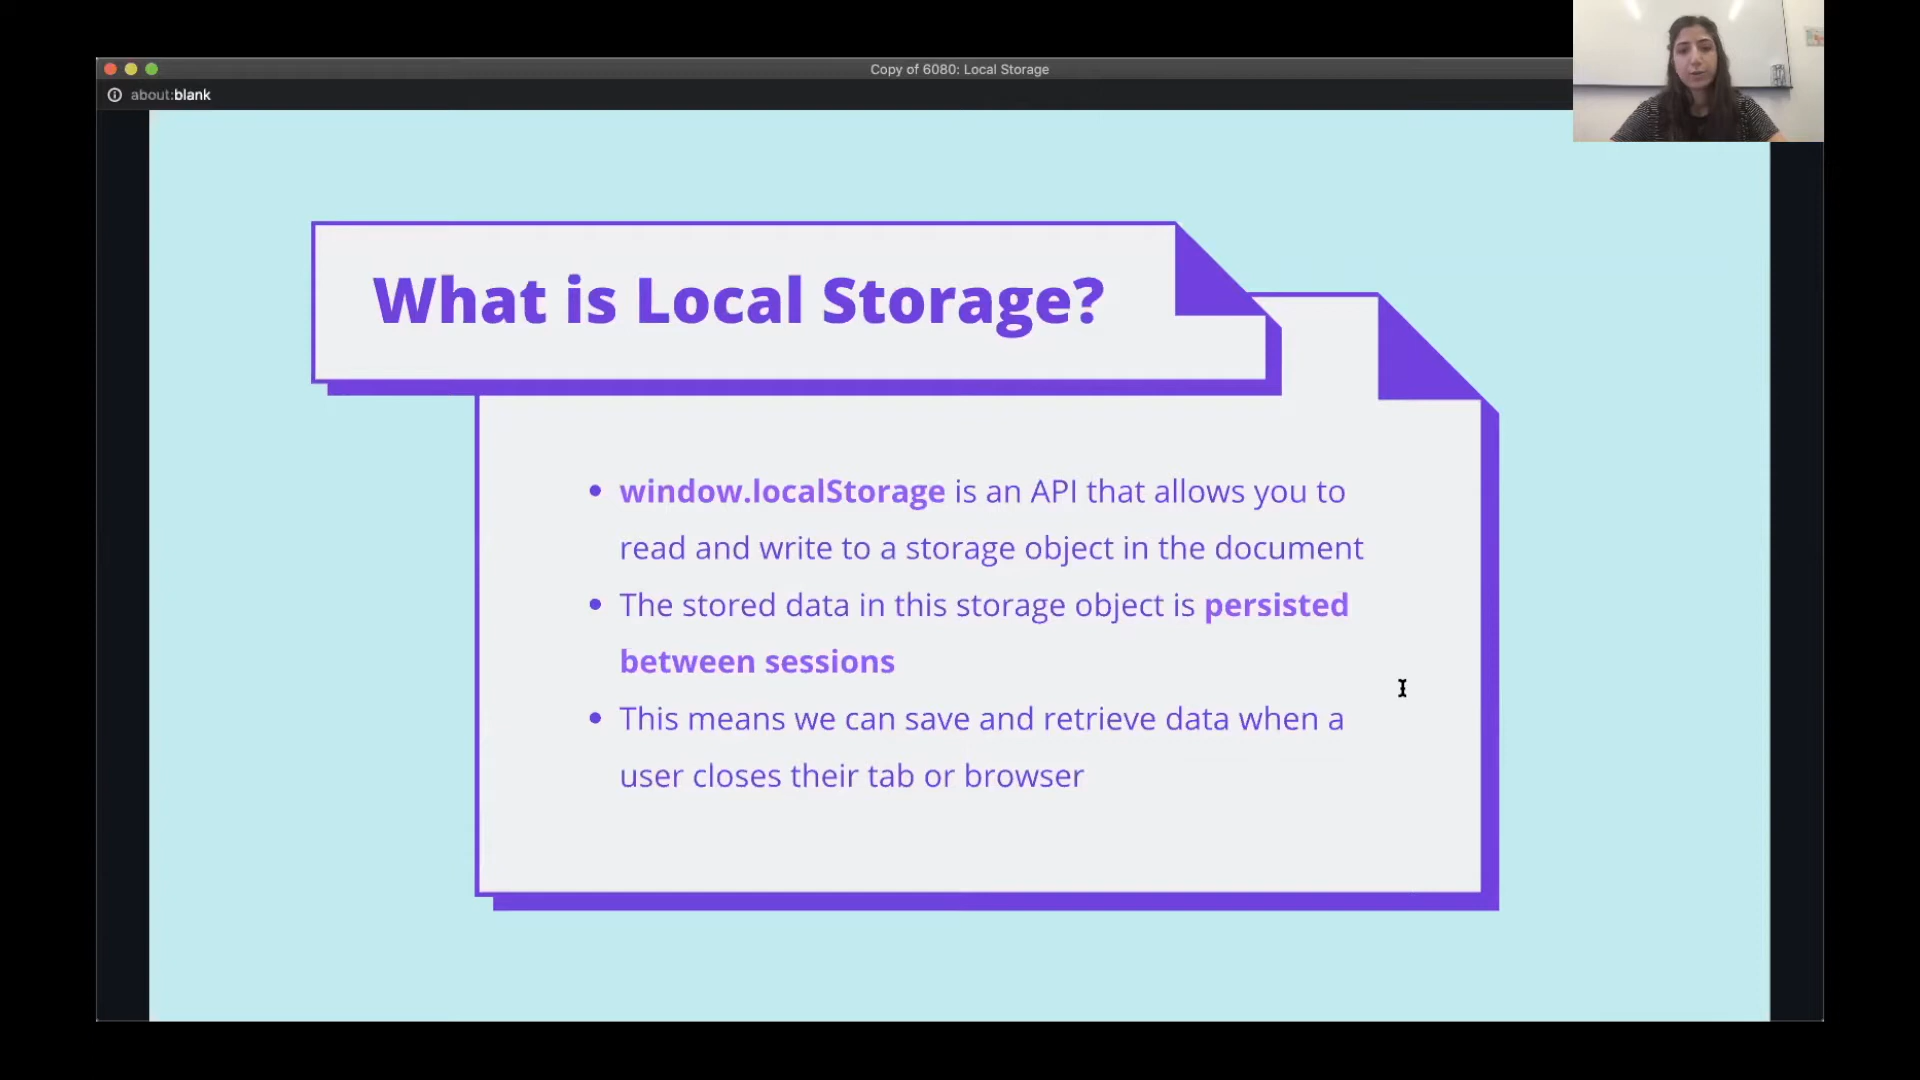 Copy of 6080: Local Storage
about:blank
What is Local Storage?
• window.localStorage is an API that allows you to
read and write to a storage object in the document
• The stored data in this storage object is persisted
between sessions
• This means we can save and retrieve data when a
user closes their tab or browser